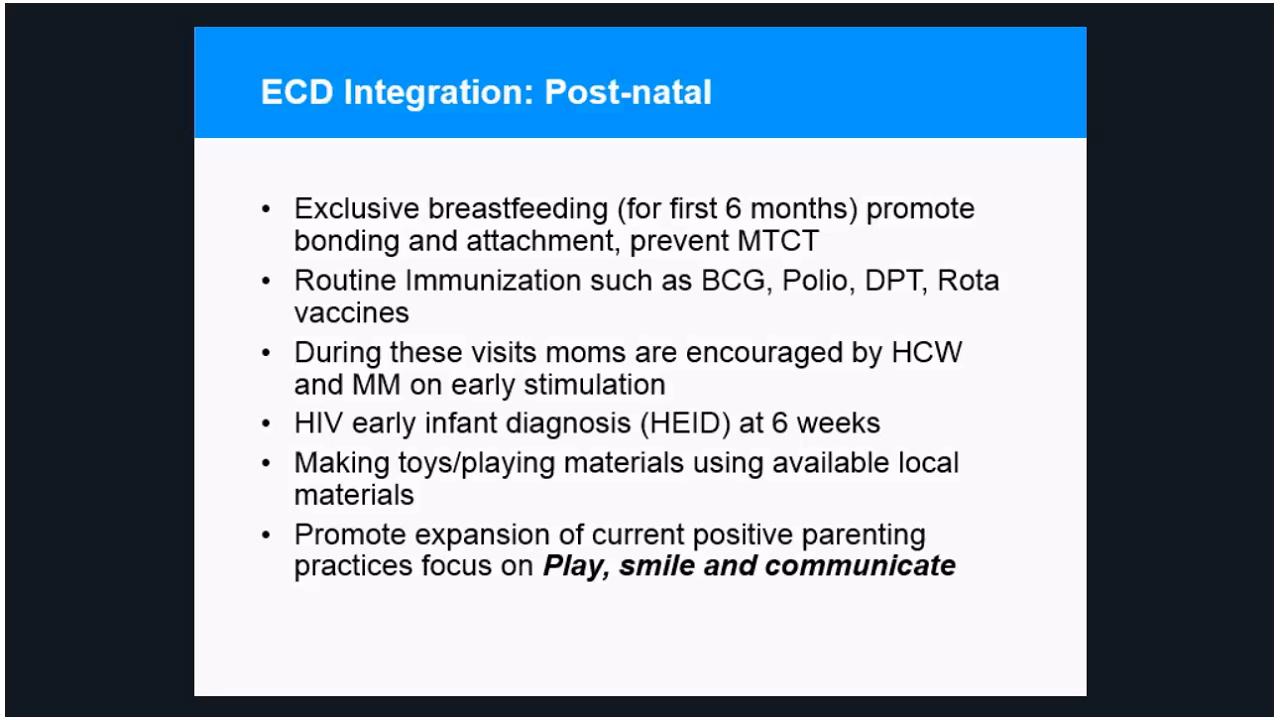 ECD Integration: Post-natal
• Exclusive breastfeeding (for first 6 months) promote
bonding and attachment, prevent MTCT
• Routine Immunization such as BCG, Polio, DPT, Rota
vaccines
• During these visits moms are encouraged by HCW
and MM on early stimulation
• HIV early infant diagnosis (HEID) at 6 weeks
• Making toys/playing materials using available local
materials
• Promote expansion of current positive parenting
practices focus on Play, smile and communicate